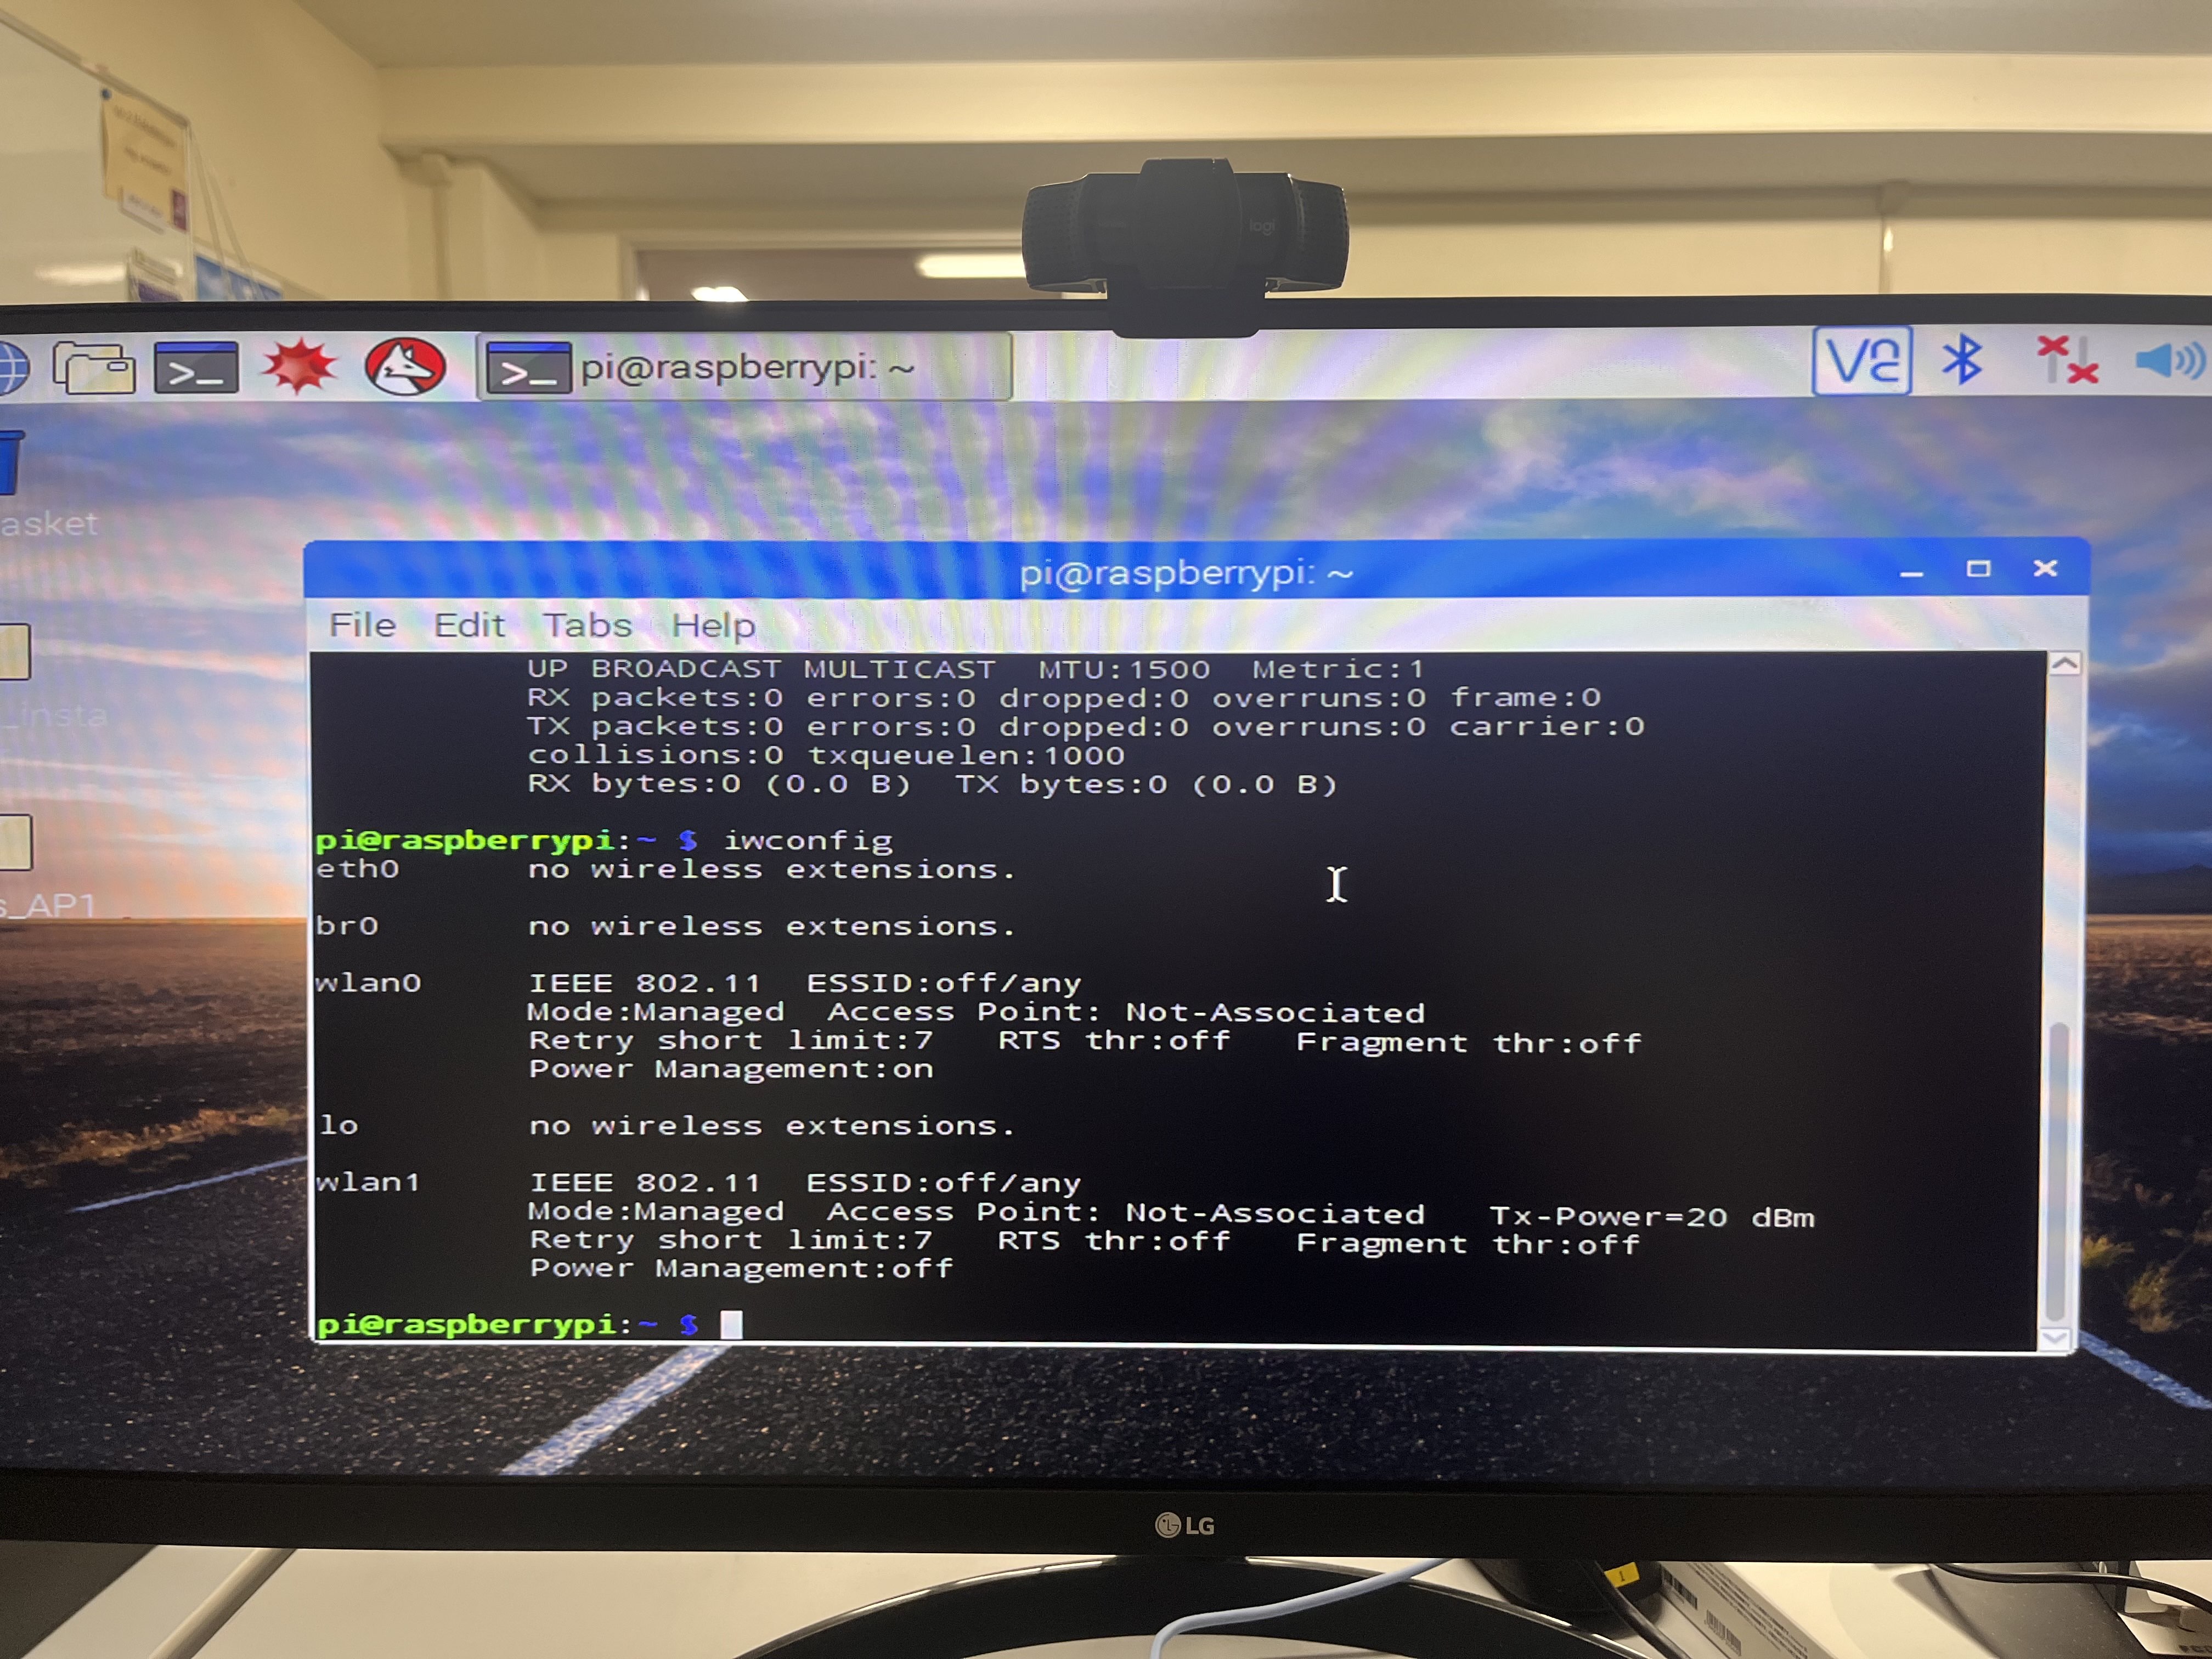 logi
pi@raspberrypi: ~
V2
asket
_insta
s_AP1
pi@raspberrypi: ~
File Edit Tabs Help
UP BROADCAST MULTICAST  MTU:1500  Metric:1
RX packets:0 errors:0 dropped:0 overruns:0 frame:0
TX packets:0 errors:0 dropped:0 overruns:0 carrier:0
collisions:0 txqueuelen:1000
RX bytes:0 (0.0 B)  TX bytes:0 (0.0 B)
pi@raspberrypi:~ $ iwconfig
eth0      no wireless extensions.
br0       no wireless extensions.
wlan0     IEEE 802.11  ESSID:off/any
Mode:Managed  Access Point: Not-Associated
Retry short limit:7   RTS thr:off   Fragment thr:off
Power Management:on
lo        no wireless extensions.
wlan1     IEEE 802.11  ESSID:off/any
Mode:Managed  Access Point: Not-Associated   Tx-Power=20 dBm
Retry short limit:7   RTS thr:off   Fragment thr:off
Power Management:off
pi@raspberrypi:~ $
LG
1